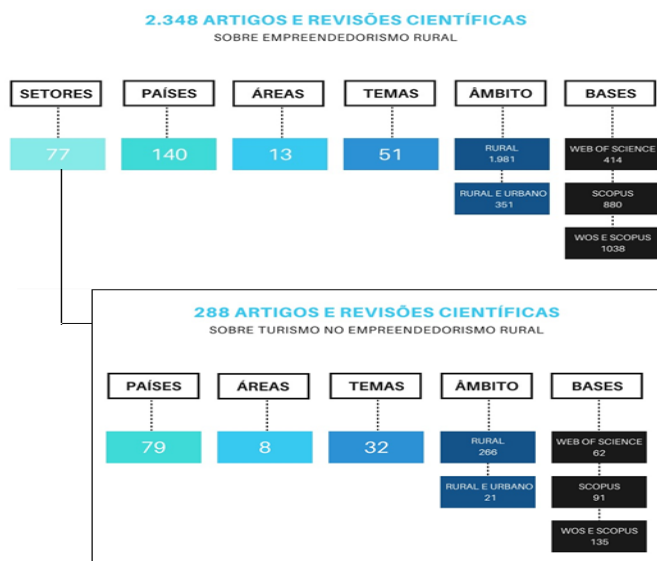 2.348 ARTIGOS E REVISÕES CIENTÍFICAS
SOBRE EMPREENDEDORISMO RURAL
SETORES PAÍSES ÁREAS TEMAS ÂMBITO BASES
77 140 13 51
RURAL
1.981
WEB OF SCIENCE
414
RURAL E URBANO
351
SCOPUS
880
WOS E SCOPUS
1038
288 ARTIGOS E REVISÕES CIENTÍFICAS
SOBRE TURISMO NO EMPREENDEDORISMO RURAL
PAÍSES ÁREAS TEMAS ÂMBITO BASES
79 8 32
RURAL
266
WEB OF SCIENCE
62
RURAL E URBANO
21
SCOPUS
91
WOS E SCOPUS
135